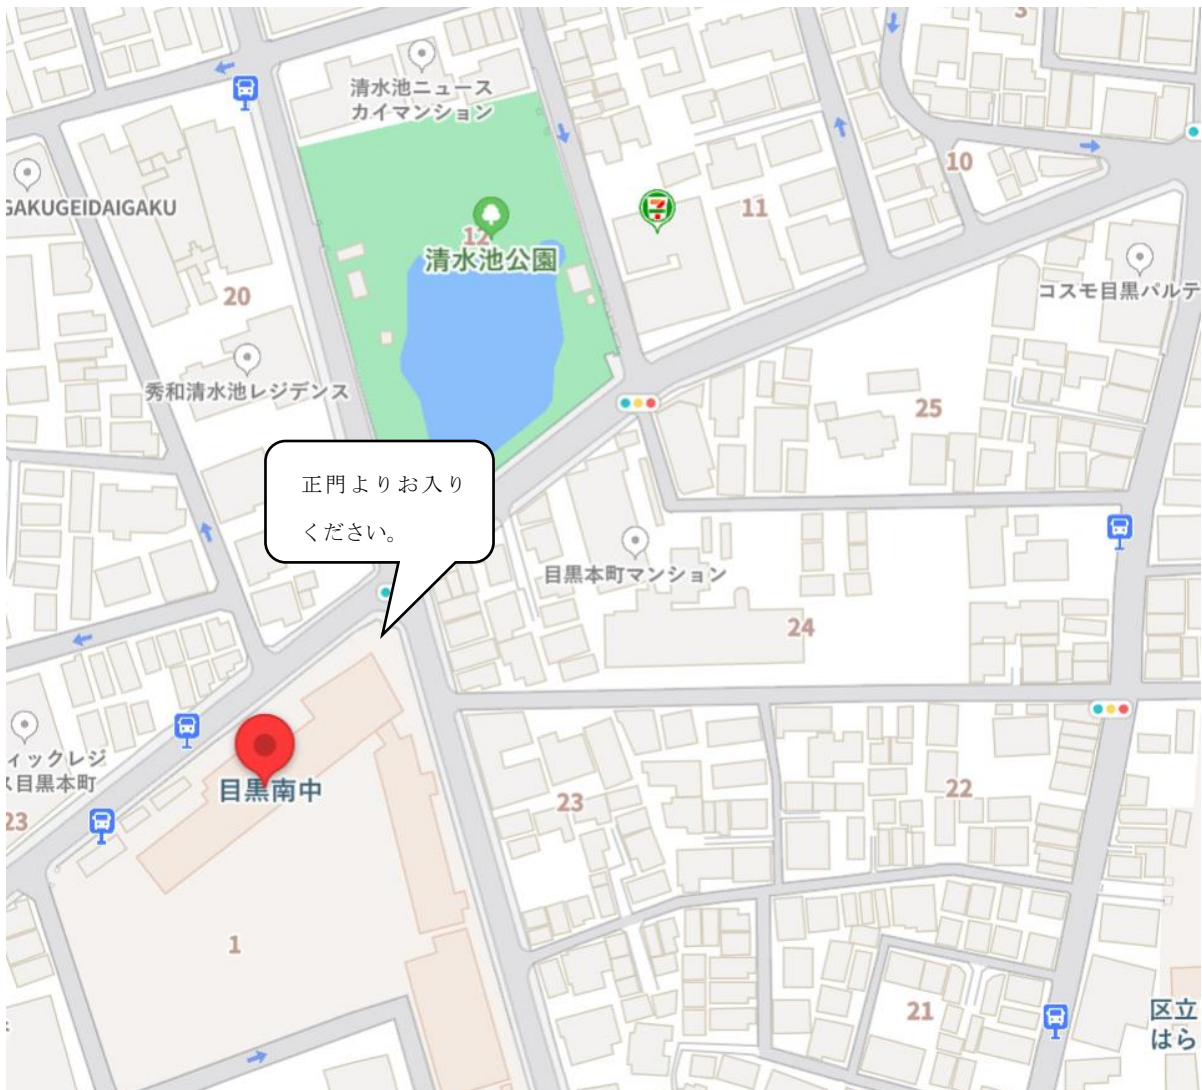 3
清水池ニュース
カイマンション
10
GAKUGEIDAIGAKU
11
12
清水池公園
コスモ目黒パルテ
20
秀和清水池レジデンス
25
正門よりお入り
ください。
目黒本町マンション
24
ィックレジ
ス目黒本町
目黒南中
23
23
22
1
21
区立
はら